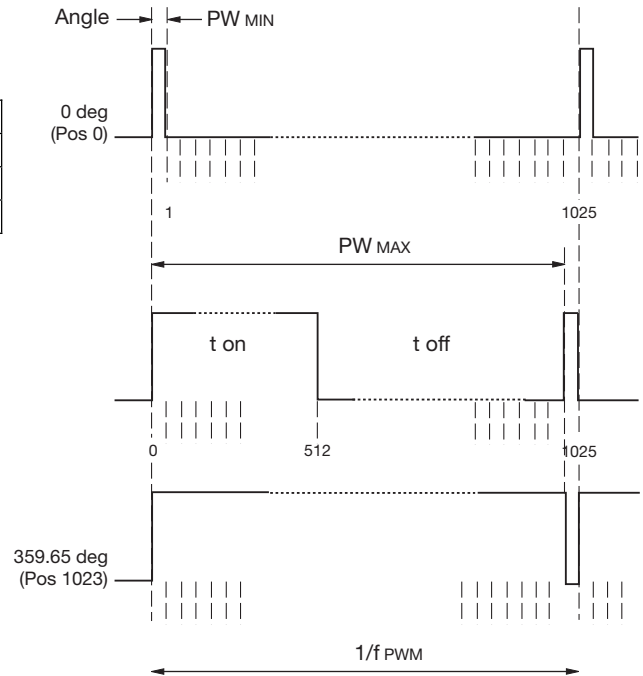 Angle PW MIN
0 deg
(Pos 0)
1 1025
PW MAX
t on t off
0 512 1025
359.65 deg
(Pos 1023)
1/f PWM